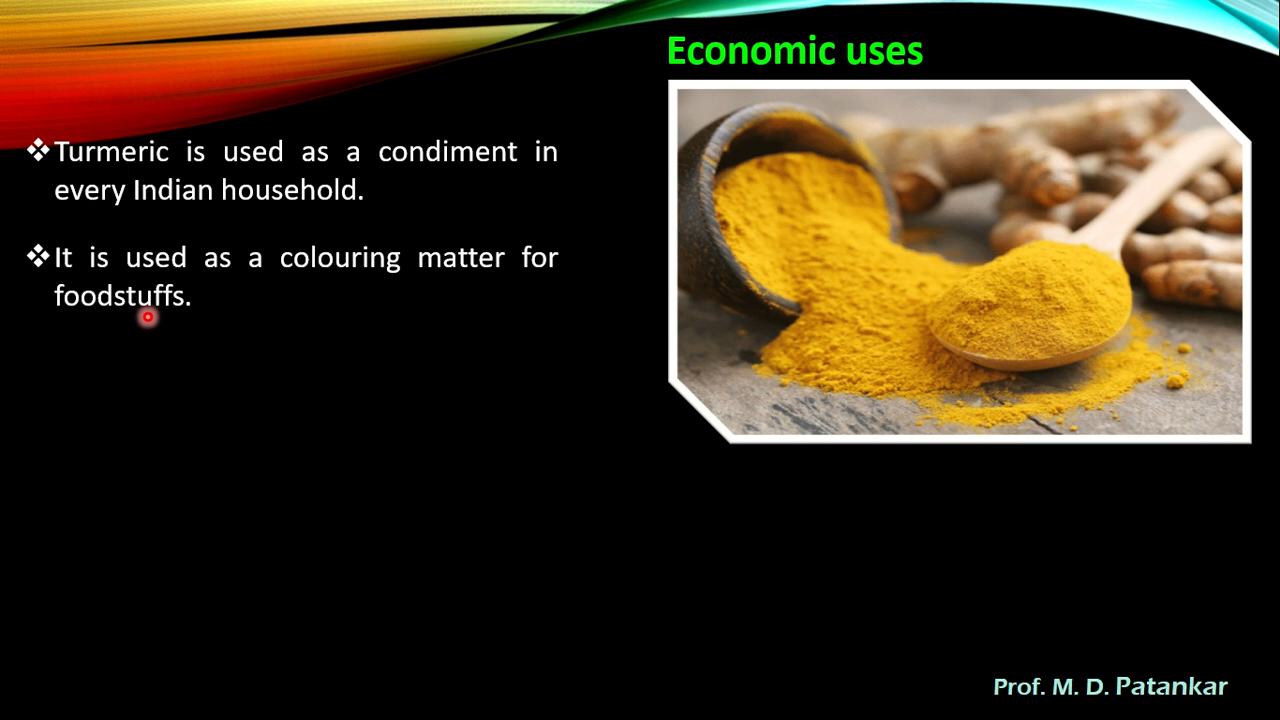 Economic uses
❖Turmeric is used as a condiment in
every Indian household.
❖It is used as a colouring matter for
foodstuffs.
Prof. M. D. Patankar